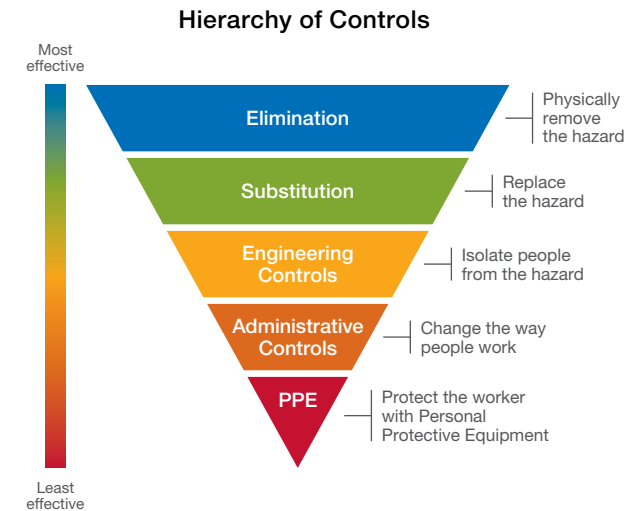 Hierarchy of Controls
Most
effective
Elimination
Physically
remove
the hazard
Substitution
Replace
the hazard
Engineering
Controls
Isolate people
from the hazard
Administrative
Controls
Change the way
people work
PPE
Protect the worker
with Personal
Protective Equipment
Least
effective